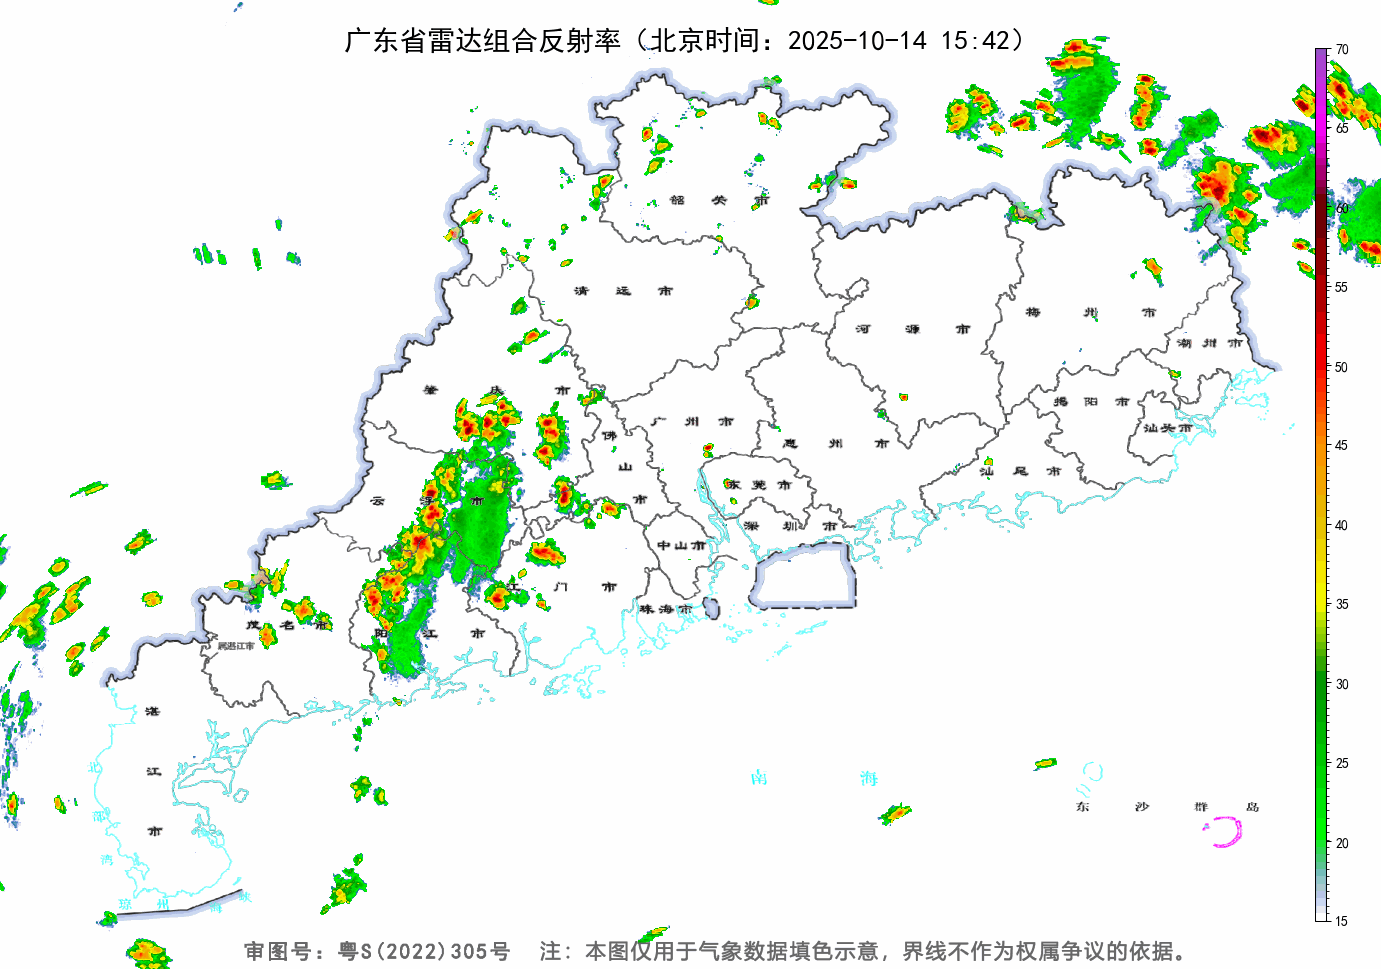 广东省雷达组合反射率（北京时间：2025-10-14 15:42）
70
65
60
55
50
45
40
35
30
25
20
15
韶关市
清远市
河源市
梅州市
潮州市
肇庆市
揭阳市
汕头市
广州市
佛山市
惠州市
汕尾市
云浮市
东莞市
深圳市
中山市
江门市
珠海市
茂名市
阳江市
属湛江市
湛江市
北部湾
南海
东沙群岛
琼州海峡
审图号：粤S(2022)305号 注：本图仅用于气象数据填色示意，界线不作为权属争议的依据。